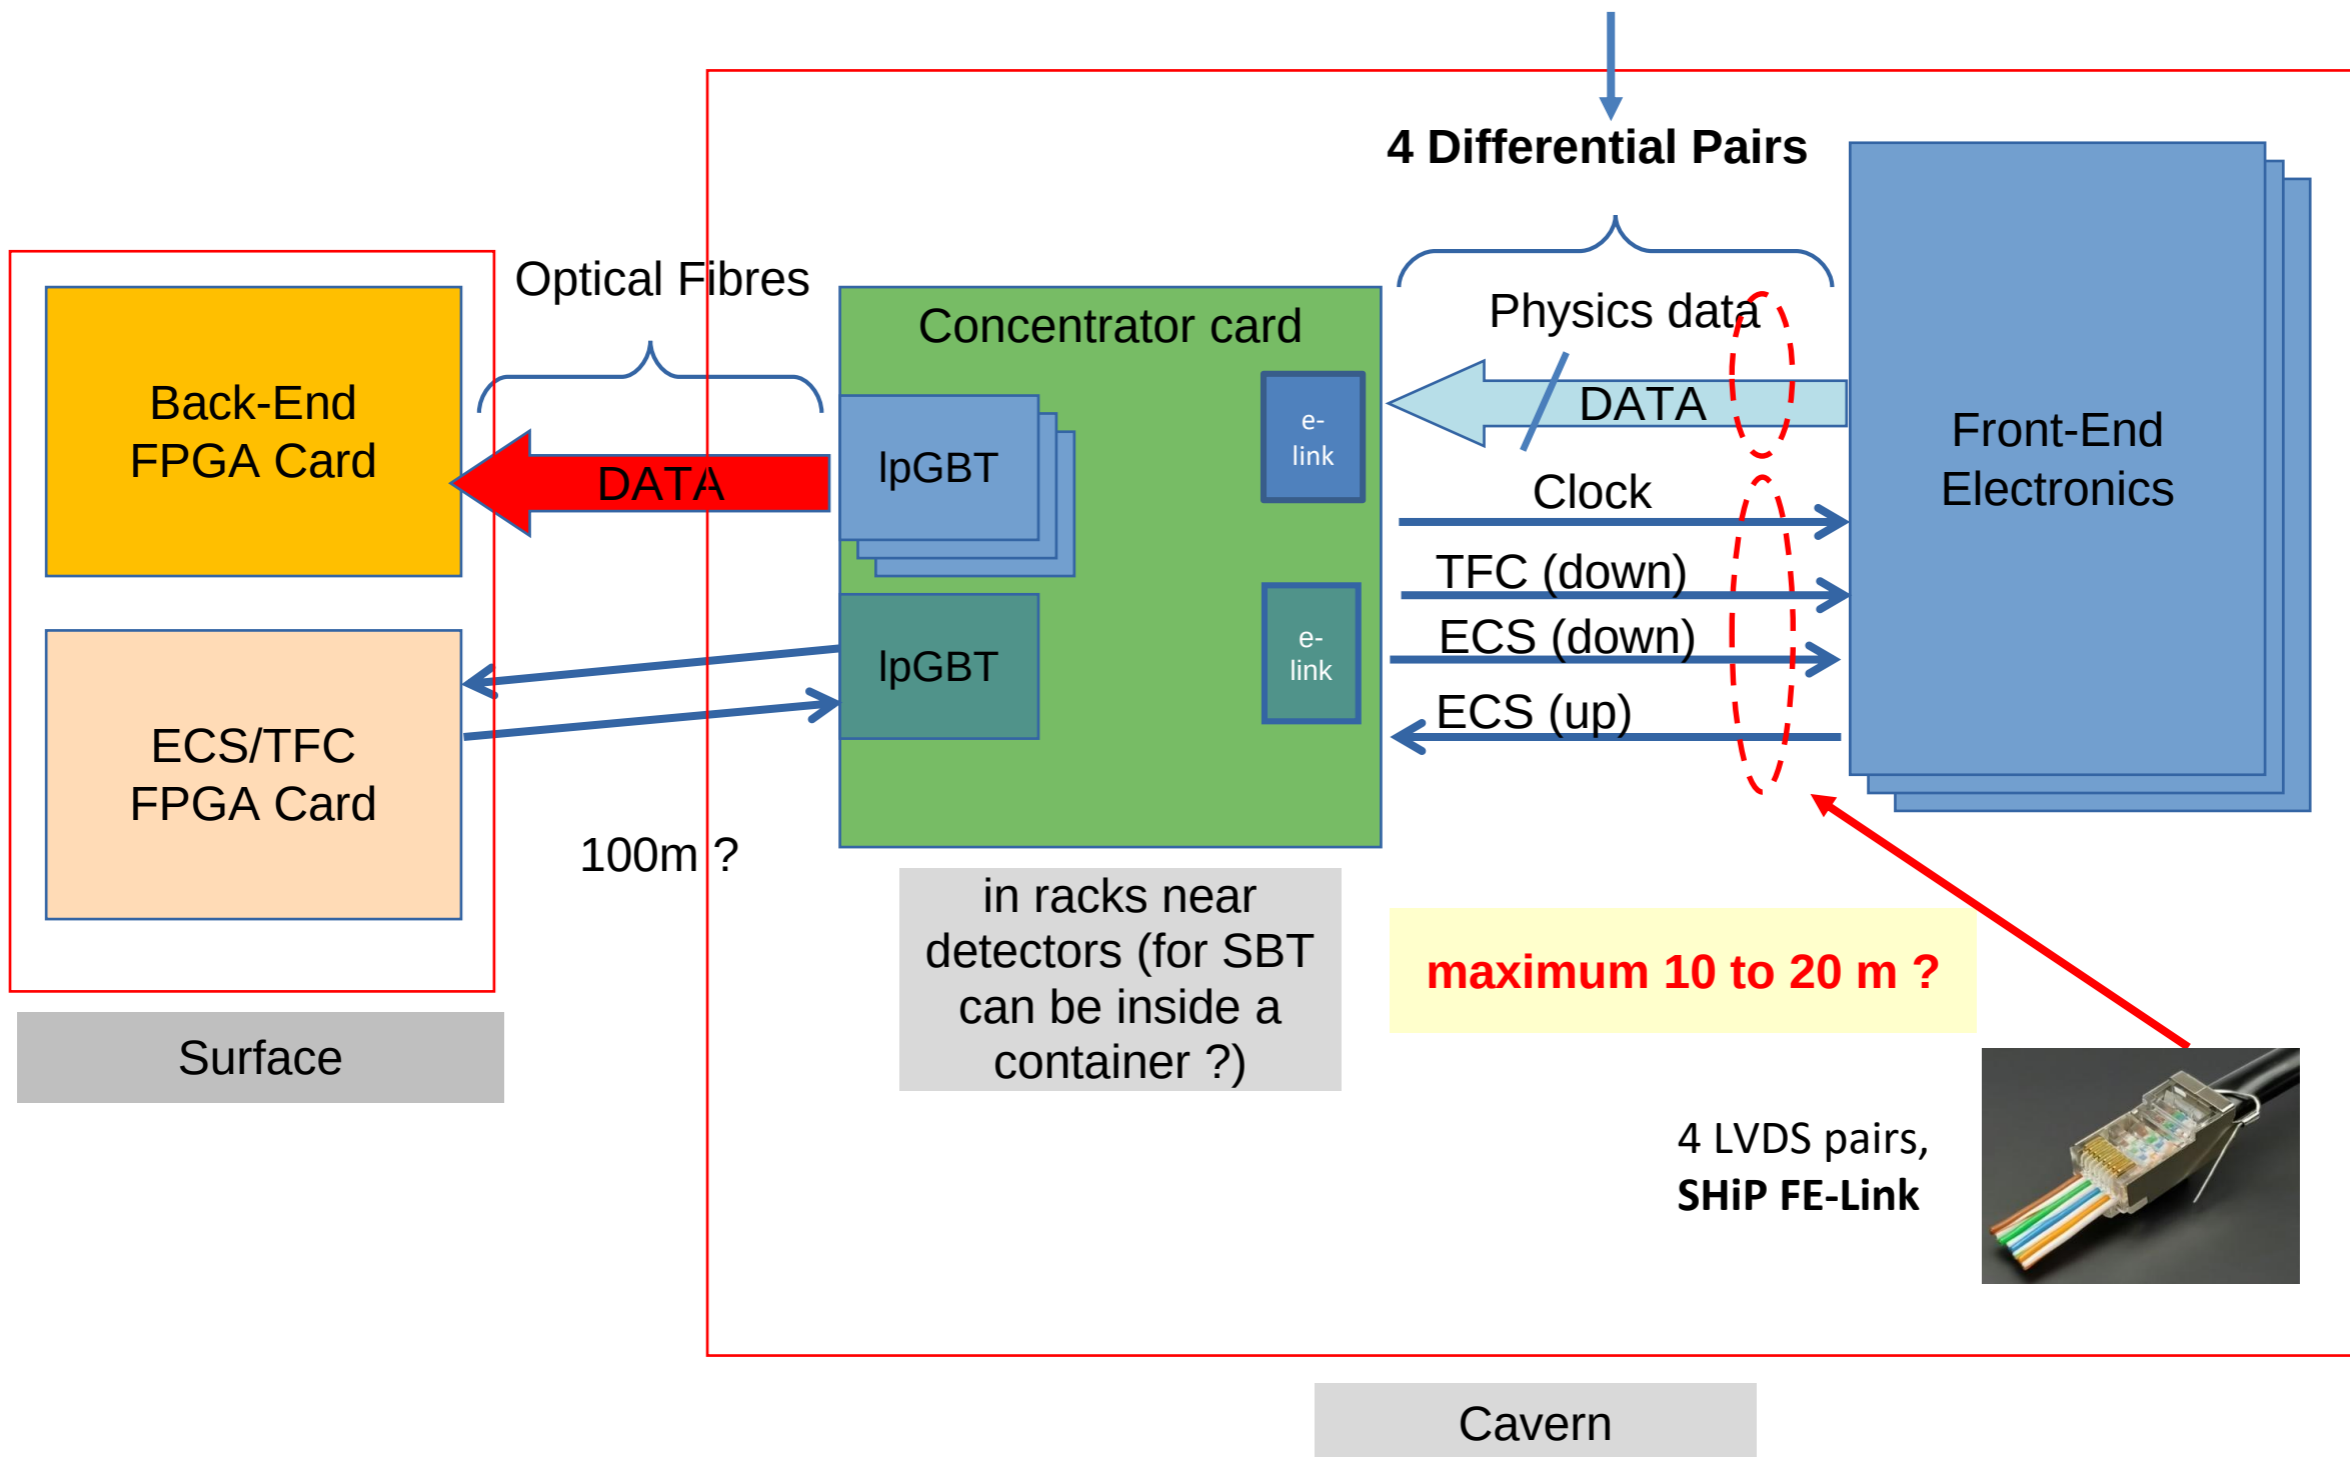 4 Differential Pairs
Optical Fibres
Physics data
Concentrator card
Back-End
FPGA Card
DATA
lpGBT
e-
link
DATA
Front-End
Electronics
Clock
TFC (down)
ECS (down)
ECS (up)
lpGBT
e-
link
ECS/TFC
FPGA Card
100m ?
in racks near
detectors (for SBT
can be inside a
container ?)
maximum 10 to 20 m ?
Surface
4 LVDS pairs,
SHiP FE-Link
Cavern